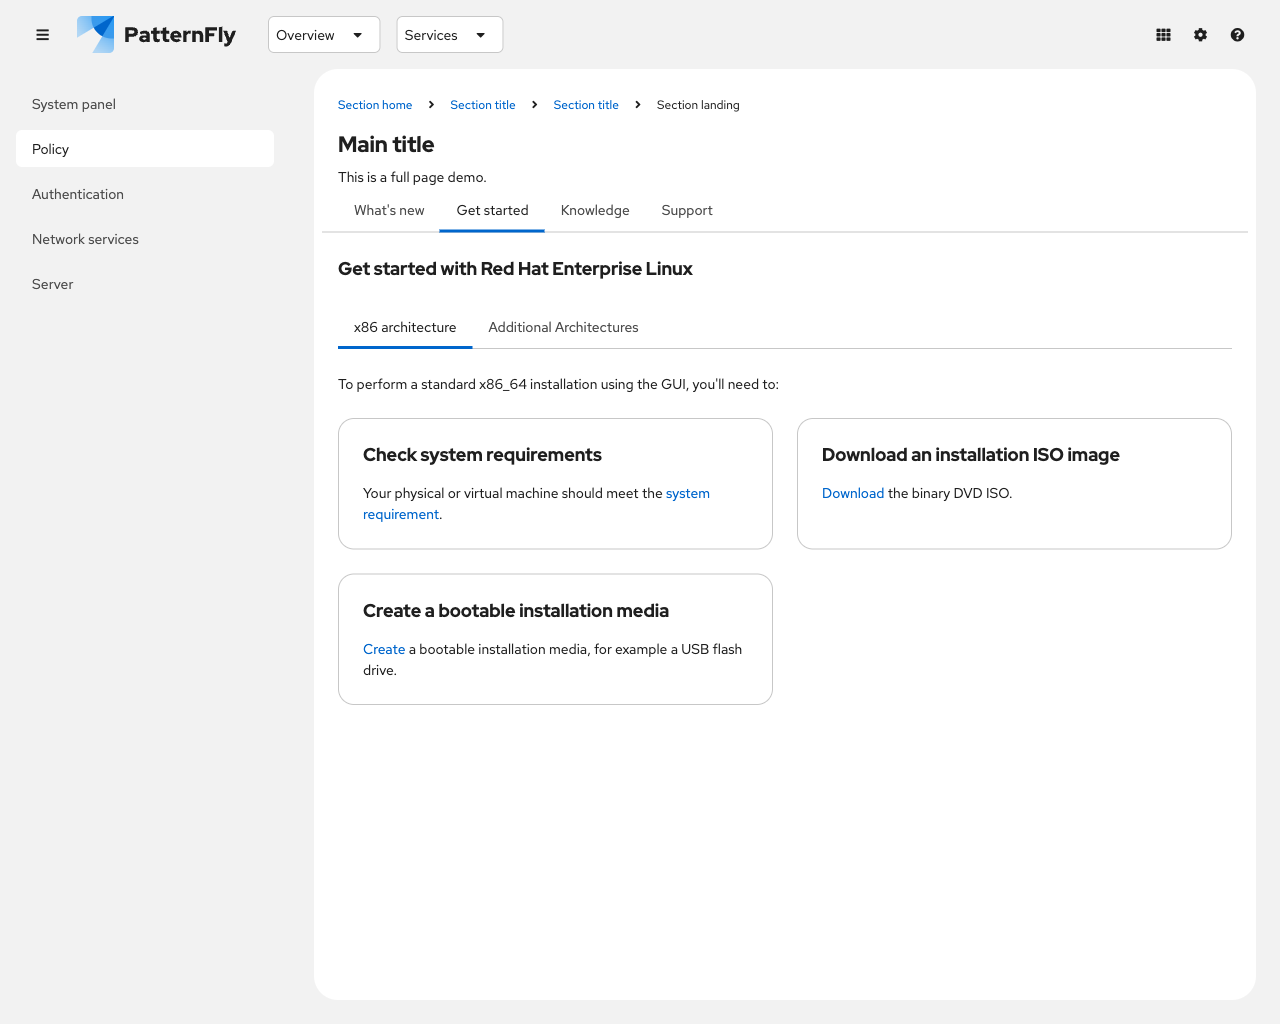 PatternFly
Overview
Services
System panel
Policy
Authentication
Network services
Server
Section home
Section title
Section title
Section landing
Main title
This is a full page demo.
What's new
Get started
Knowledge
Support
Get started with Red Hat Enterprise Linux
x86 architecture
Additional Architectures
To perform a standard x86_64 installation using the GUI, you'll need to:
Check system requirements
Your physical or virtual machine should meet the system
requirement.
Download an installation ISO image
Download the binary DVD ISO.
Create a bootable installation media
Create a bootable installation media, for example a USB flash
drive.